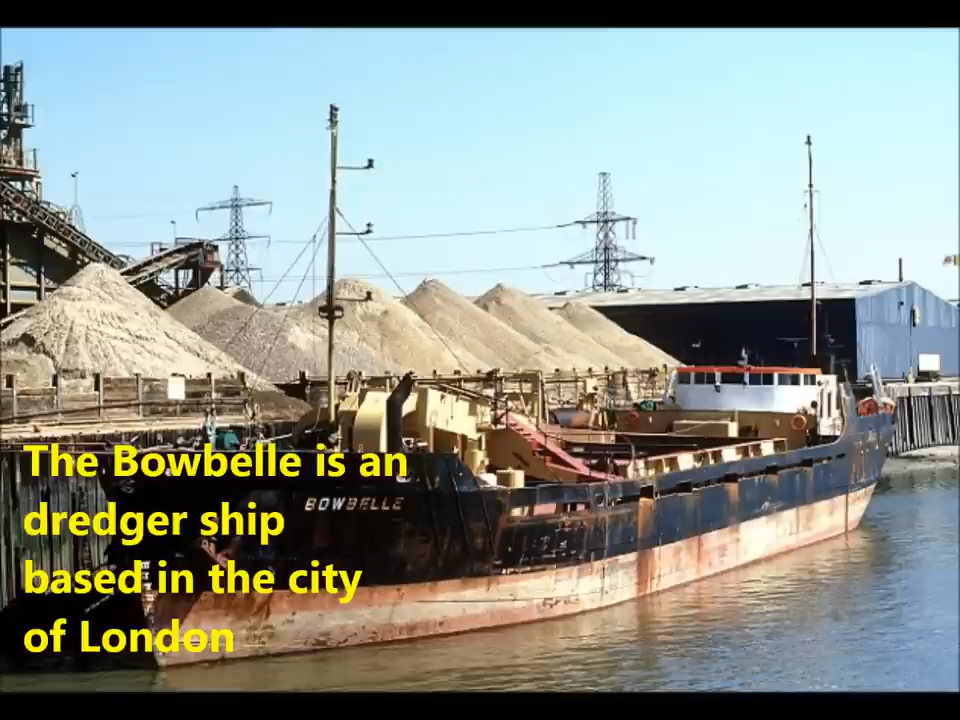 The Bowbelle is an
dredger ship
based in the city
of London
BOWBELLE